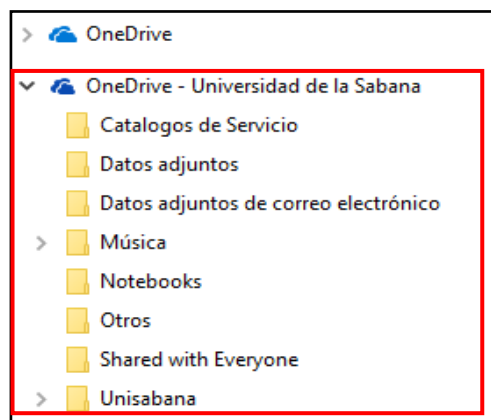 OneDrive
OneDrive - Universidad de la Sabana
Catalogos de Servicio
Datos adjuntos
Datos adjuntos de correo electrónico
Música
Notebooks
Otros
Shared with Everyone
Unisabana